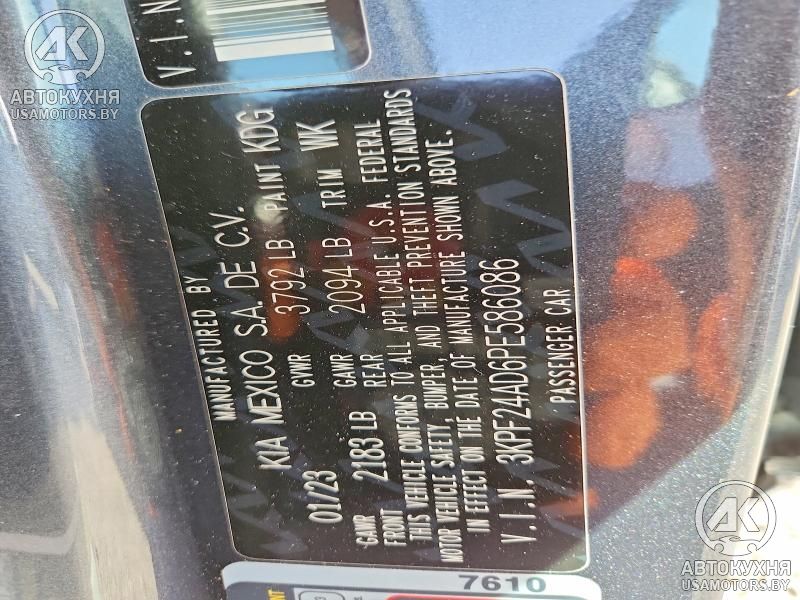 АВТОКУХНЯ
USAMOTORS.BY
V.I.N
MANUFACTURED BY
KIA MEXICO S.A. DE C.V.
01/23 GVWR 3792 LB PAINT KDG
GAWR FRONT 2183 LB GAWR REAR 2094 LB TRIM WK
THIS VEHICLE CONFORMS TO ALL APPLICABLE U.S.A. FEDERAL
MOTOR VEHICLE SAFETY, BUMPER, AND THEFT PREVENTION STANDARDS
IN EFFECT ON THE DATE OF MANUFACTURE SHOWN ABOVE.
V.I.N. 3KPF24AD6PE586086
PASSENGER CAR
7610
АВТОКУХНЯ
USAMOTORS.BY